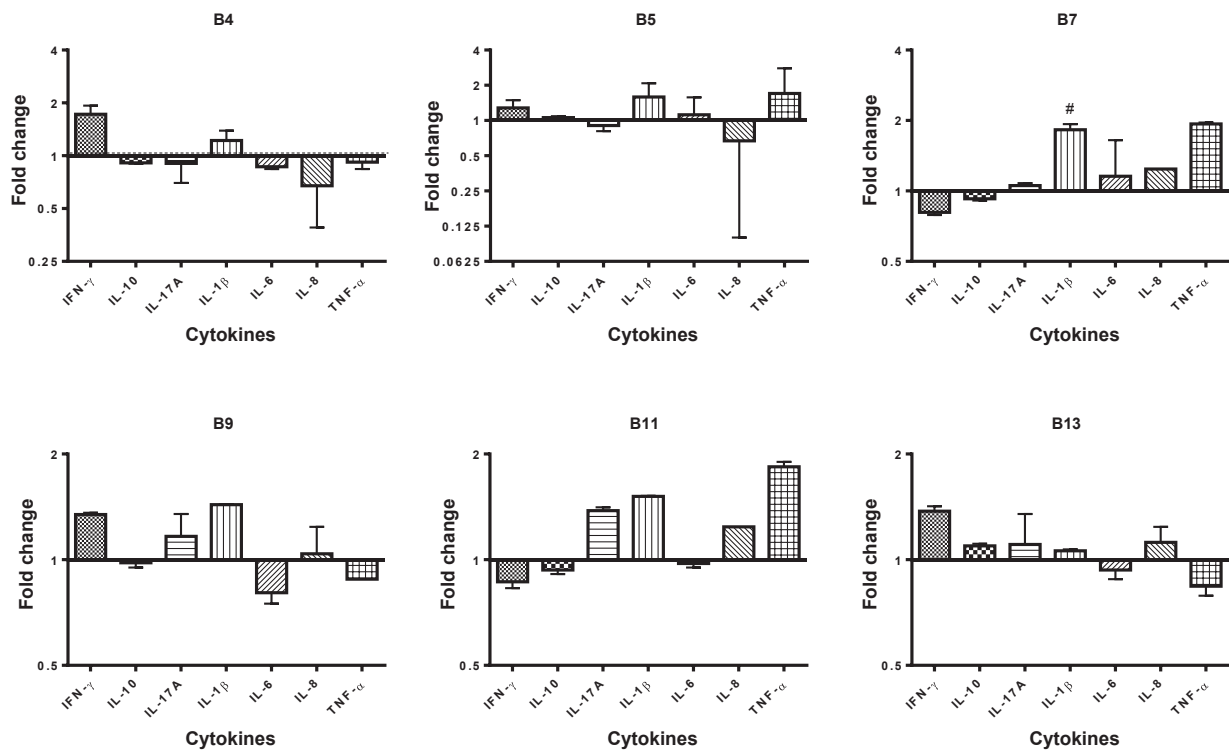 B4
4
2
1
0.5
0.25
Fold change
IFN-γ
IL-10
IL-17A
IL-1β
IL-6
IL-8
TNF-α
Cytokines
B5
4
2
1
0.5
0.25
0.125
0.0625
Fold change
IFN-γ
IL-10
IL-17A
IL-1β
IL-6
IL-8
TNF-α
Cytokines
B7
4
2
1
0.5
Fold change
#
IFN-γ
IL-10
IL-17A
IL-1β
IL-6
IL-8
TNF-α
Cytokines
B9
2
1
0.5
Fold change
IFN-γ
IL-10
IL-17A
IL-1β
IL-6
IL-8
TNF-α
Cytokines
B11
2
1
0.5
Fold change
IFN-γ
IL-10
IL-17A
IL-1β
IL-6
IL-8
TNF-α
Cytokines
B13
2
1
0.5
Fold change
IFN-γ
IL-10
IL-17A
IL-1β
IL-6
IL-8
TNF-α
Cytokines